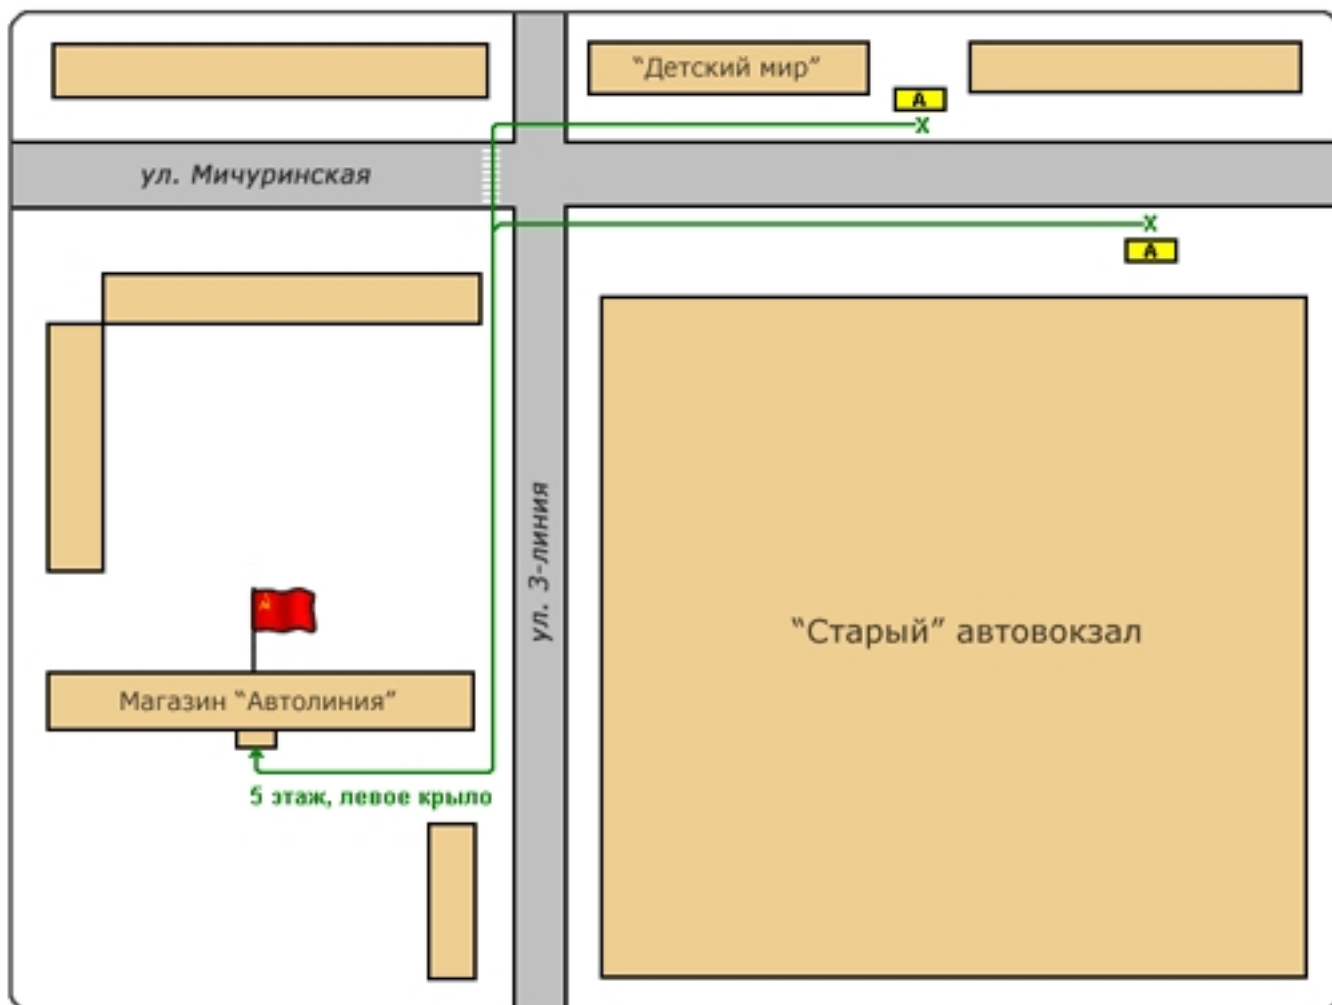 “Детский мир”
А
х
ул. Мичуринская
х
А
ул. 3-линия
“Старый” автовокзал
Магазин “Автолиния”
5 этаж, левое крыло